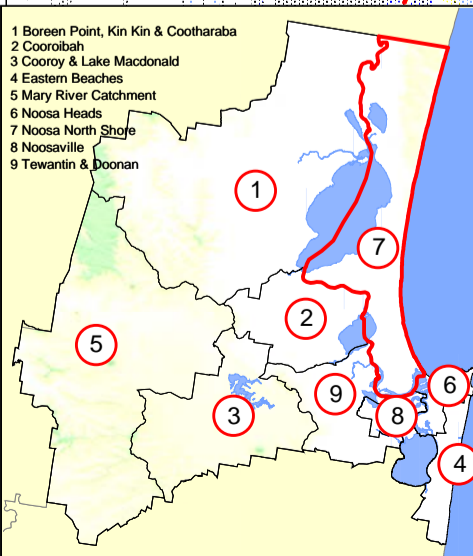 1 Boreen Point, Kin Kin & Cootharaba
2 Cooroibah
3 Cooroy & Lake Macdonald
4 Eastern Beaches
5 Mary River Catchment
6 Noosa Heads
7 Noosa North Shore
8 Noosaville
9 Tewantin & Doonan
1
7
2
5
9
6
3
8
4